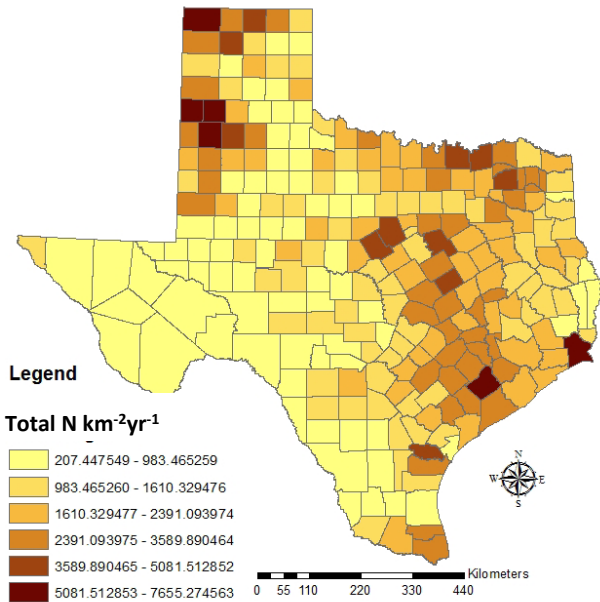 Legend
Total N km-2yr-1
207.447549 - 983.465259
983.465260 - 1610.329476
1610.329477 - 2391.093974
2391.093975 - 3589.890464
3589.890465 - 5081.512852
5081.512853 - 7655.274563
N
W E
S
Kilometers
0 55 110 220 330 440